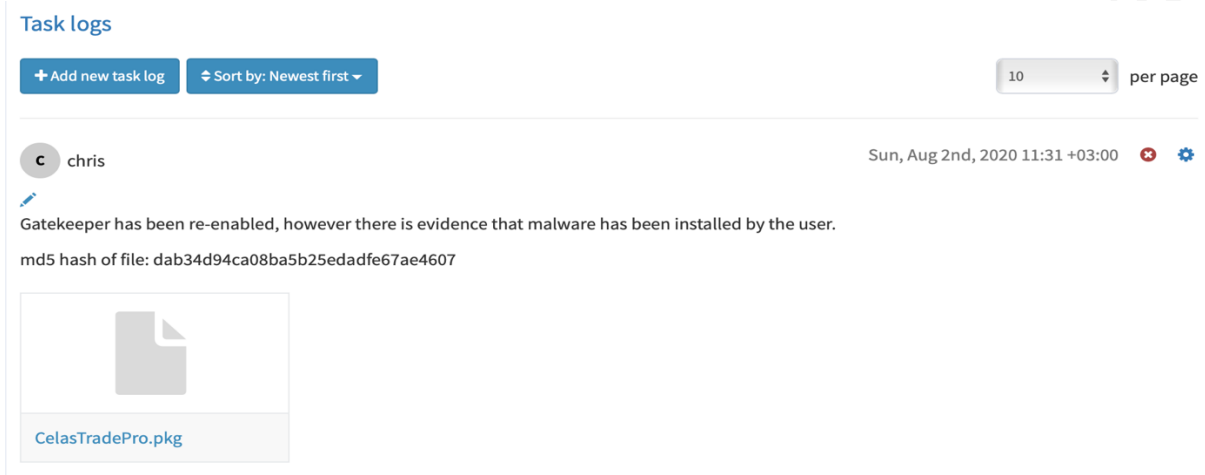 Task logs
+ Add new task log
Sort by: Newest first
10
per page
C
chris
Sun, Aug 2nd, 2020 11:31 +03:00
Gatekeeper has been re-enabled, however there is evidence that malware has been installed by the user.
md5 hash of file: dab34d94ca08ba5b25edadfe67ae4607
CelasTradePro.pkg